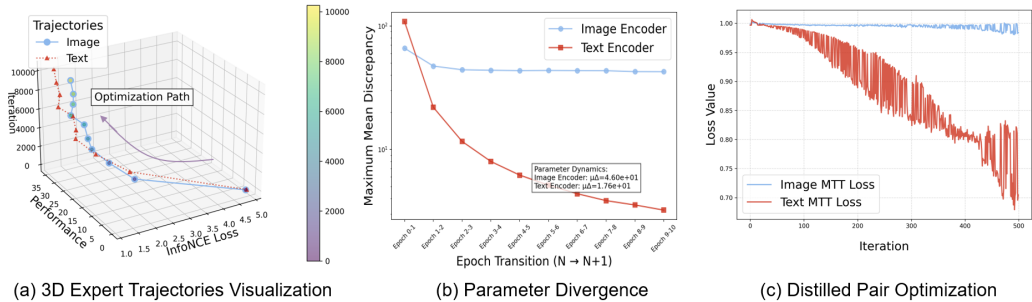 Trajectories
Image
Text
Optimization Path
10000
8000
6000
4000
2000
0
Iteration
35
30
25
20
15
10
5
0
Performance
1.0
1.5
2.0
2.5
3.0
3.5
4.0
4.5
5.0
InfoNCE Loss
10000
8000
6000
4000
2000
0
(a) 3D Expert Trajectories Visualization
Image Encoder
Text Encoder
Maximum Mean Discrepancy
10²
10¹
Parameter Dynamics:
Image Encoder: μΔ=4.60e+01
Text Encoder: μΔ=1.76e+01
Epoch 0-1
Epoch 1-2
Epoch 2-3
Epoch 3-4
Epoch 4-5
Epoch 5-6
Epoch 6-7
Epoch 7-8
Epoch 8-9
Epoch 9-10
Epoch Transition (N → N+1)
(b) Parameter Divergence
Loss Value
1.00
0.95
0.90
0.85
0.80
0.75
0.70
Image MTT Loss
Text MTT Loss
0
100
200
300
400
500
Iteration
(c) Distilled Pair Optimization